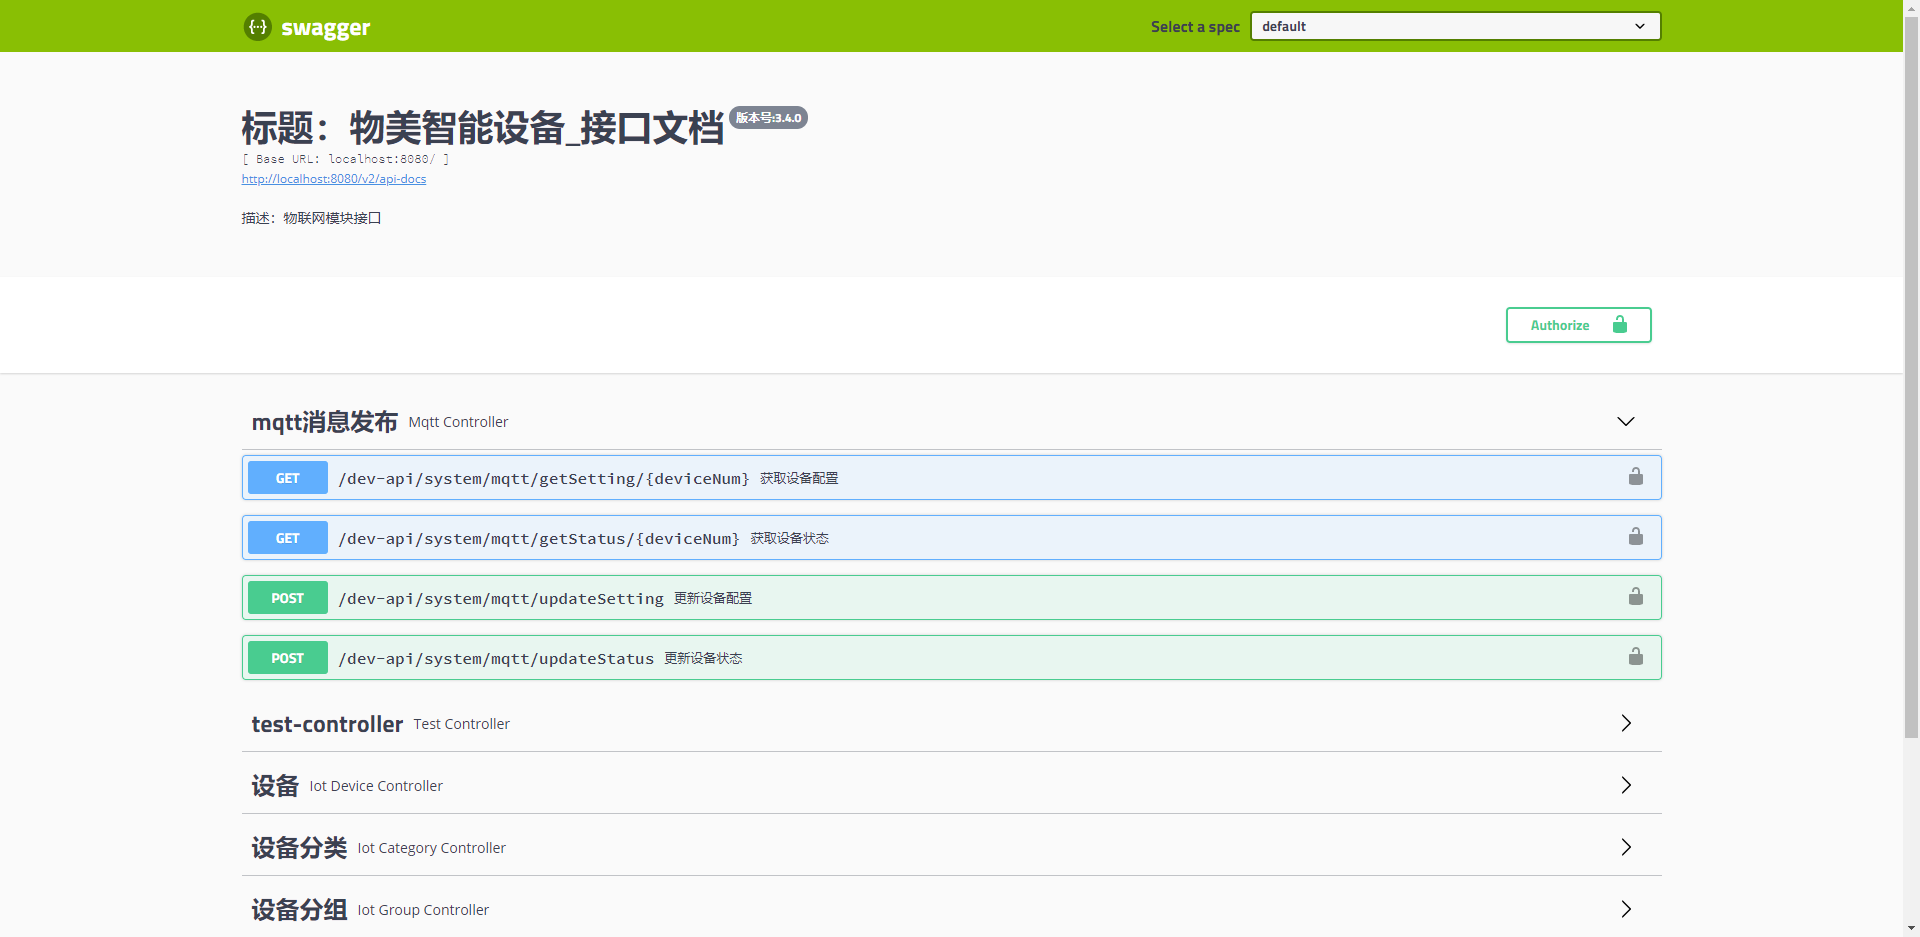 swagger
Select a spec default
标题：物美智能设备_接口文档 版本号:3.4.0
[ Base URL: localhost:8080/ ]
http://localhost:8080/v2/api-docs
描述：物联网模块接口
Authorize
mqtt消息发布 Mqtt Controller
GET /dev-api/system/mqtt/getSetting/{deviceNum} 获取设备配置
GET /dev-api/system/mqtt/getStatus/{deviceNum} 获取设备状态
POST /dev-api/system/mqtt/updateSetting 更新设备配置
POST /dev-api/system/mqtt/updateStatus 更新设备状态
test-controller Test Controller
设备 Iot Device Controller
设备分类 Iot Category Controller
设备分组 Iot Group Controller